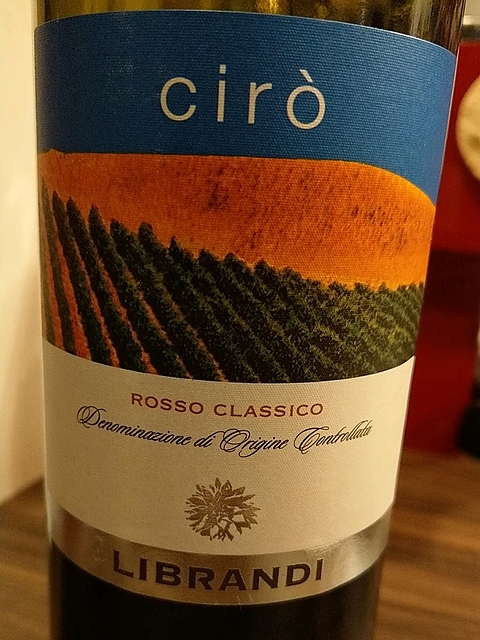 cirò
ROSSO CLASSICO
Denominazione di Origine Controllata
LIBRANDI